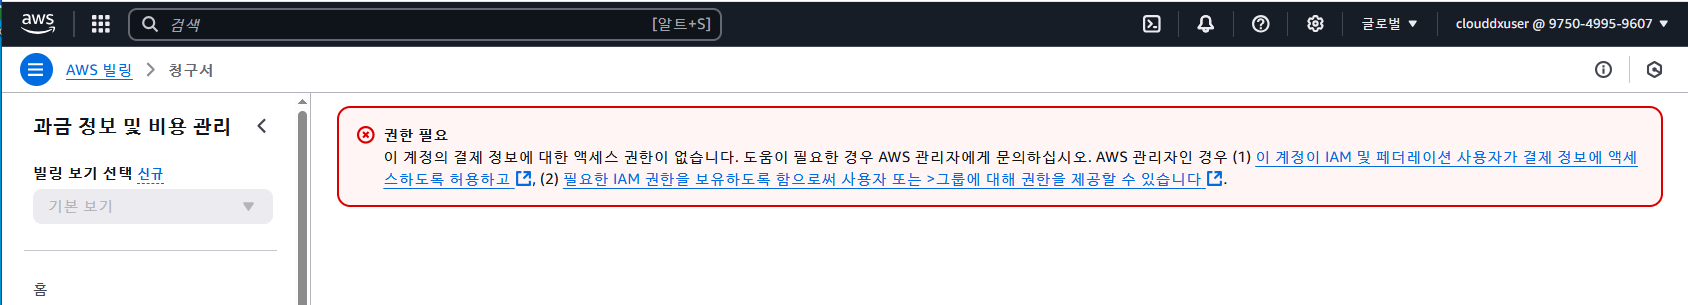 aws
검색
[알트+S]
글로벌
clouddxuser @ 9750-4995-9607
AWS 빌링
청구서
과금 정보 및 비용 관리
빌링 보기 선택 신규
기본 보기
홈
권한 필요
이 계정의 결제 정보에 대한 액세스 권한이 없습니다. 도움이 필요한 경우 AWS 관리자에게 문의하십시오. AWS 관리자인 경우 (1) 이 계정이 IAM 및 페더레이션 사용자가 결제 정보에 액세
스하도록 허용하고, (2) 필요한 IAM 권한을 보유하도록 함으로써 사용자 또는 >그룹에 대해 권한을 제공할 수 있습니다.